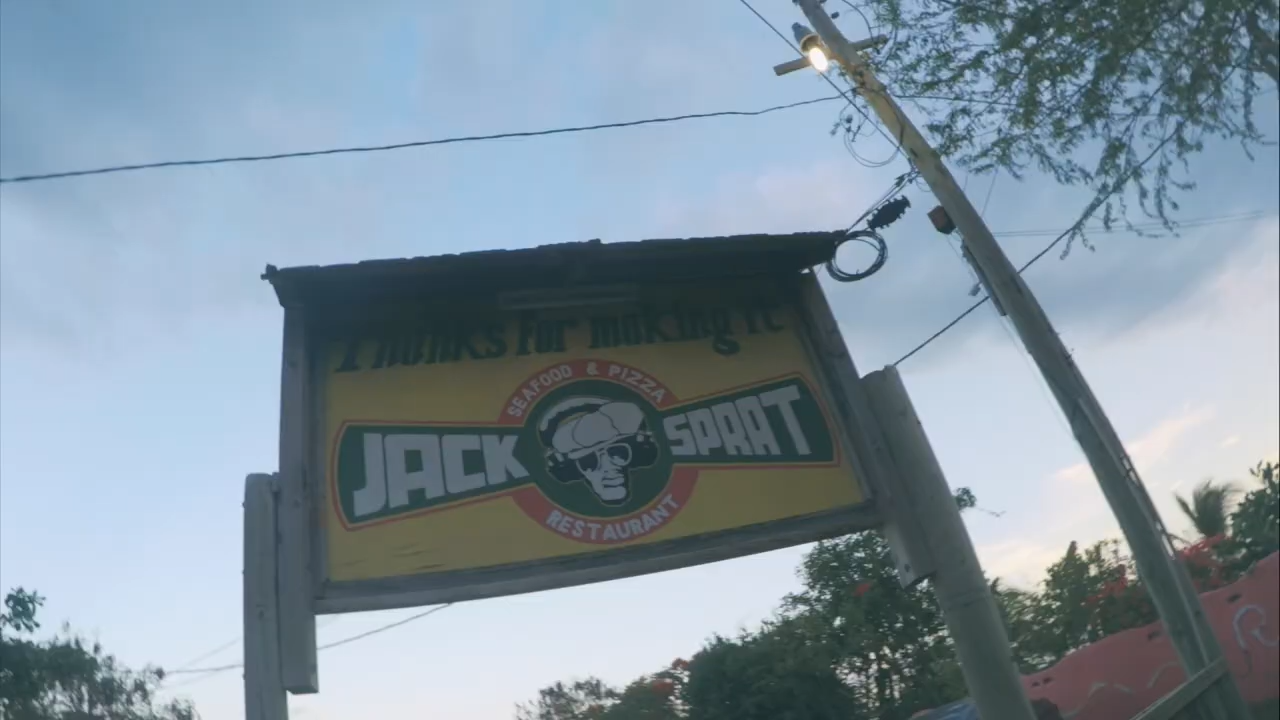 Thanks for making it
SEAFOOD & PIZZA
JACK SPRAT
RESTAURANT